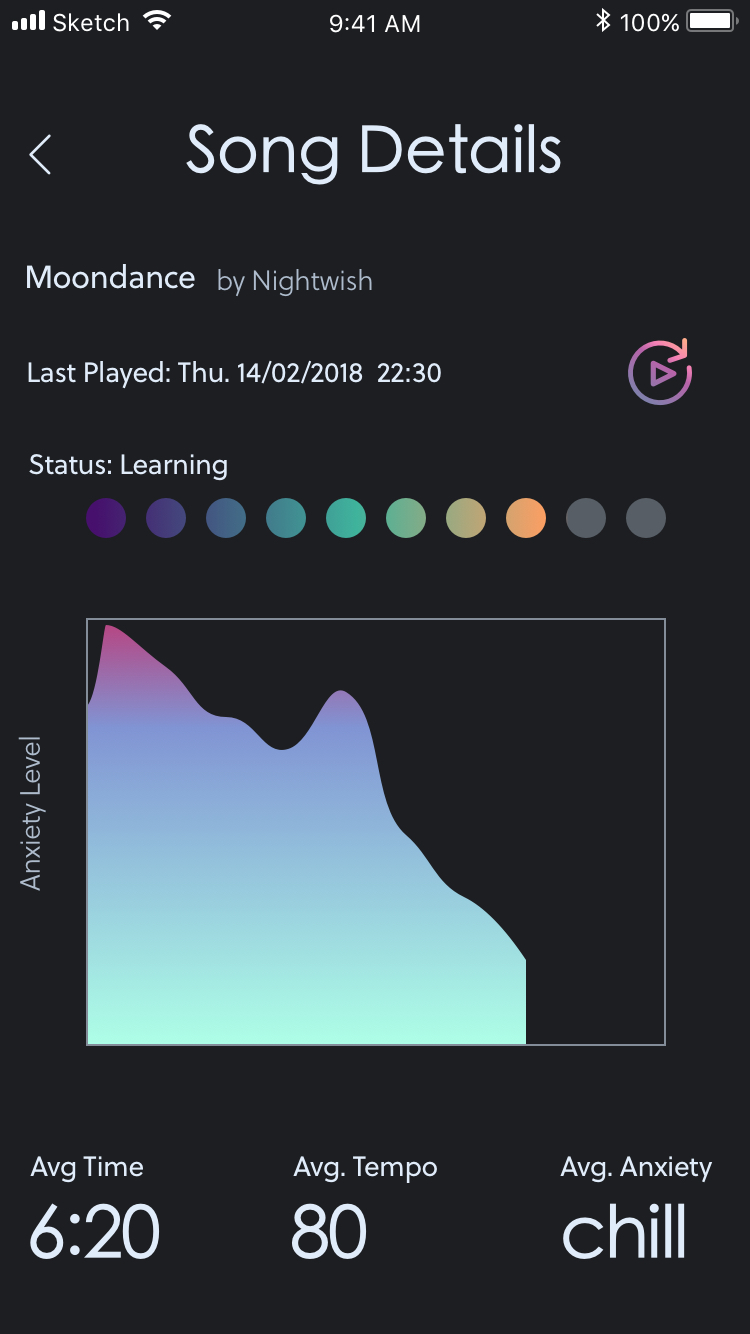 Sketch 9:41 AM 100%
Song Details
Moondance by Nightwish
Last Played: Thu. 14/02/2018 22:30
Status: Learning
Anxiety Level
Avg Time Avg. Tempo Avg. Anxiety
6:20 80 chill